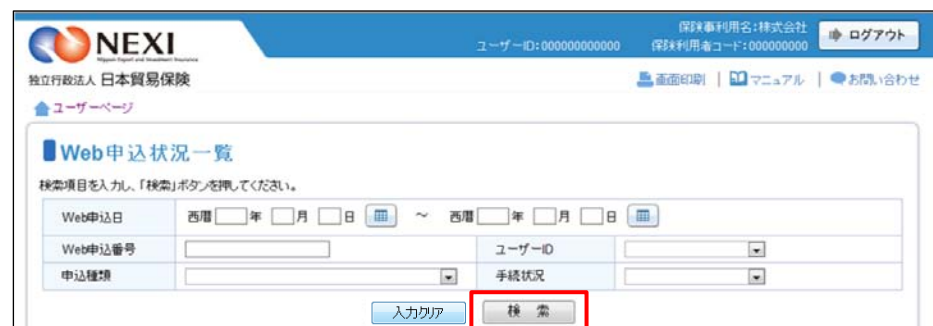 NEXI
Nippon Export and Investment Insurance
独立行政法人 日本貿易保険
ユーザーID:000000000000
保険利用者名:株式会社
保険利用者コード:000000000
ログアウト
画面印刷 | マニュアル | お問い合わせ
ユーザーページ
Web申込状況一覧
検索項目を入力し、「検索」ボタンを押してください。
Web申込日 西暦 年 月 日 ~ 西暦 年 月 日
Web申込番号 ユーザーID
申込種類 手続状況
入力クリア 検 索